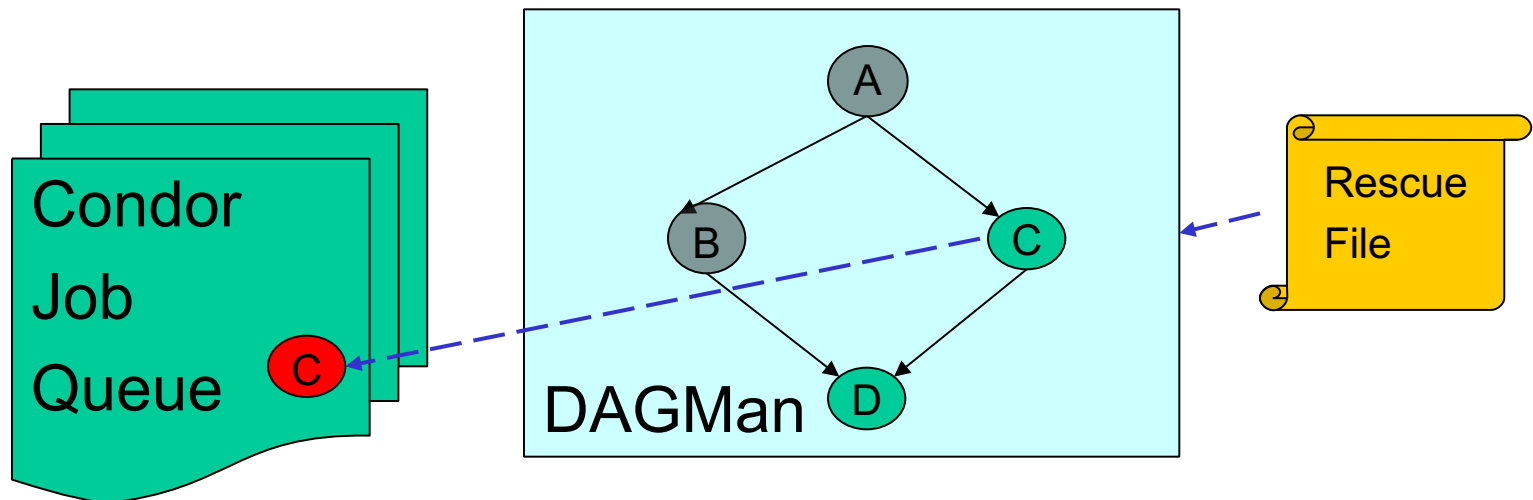 Condor
Job
Queue
C
A
B
C
D
DAGMan
Rescue
File